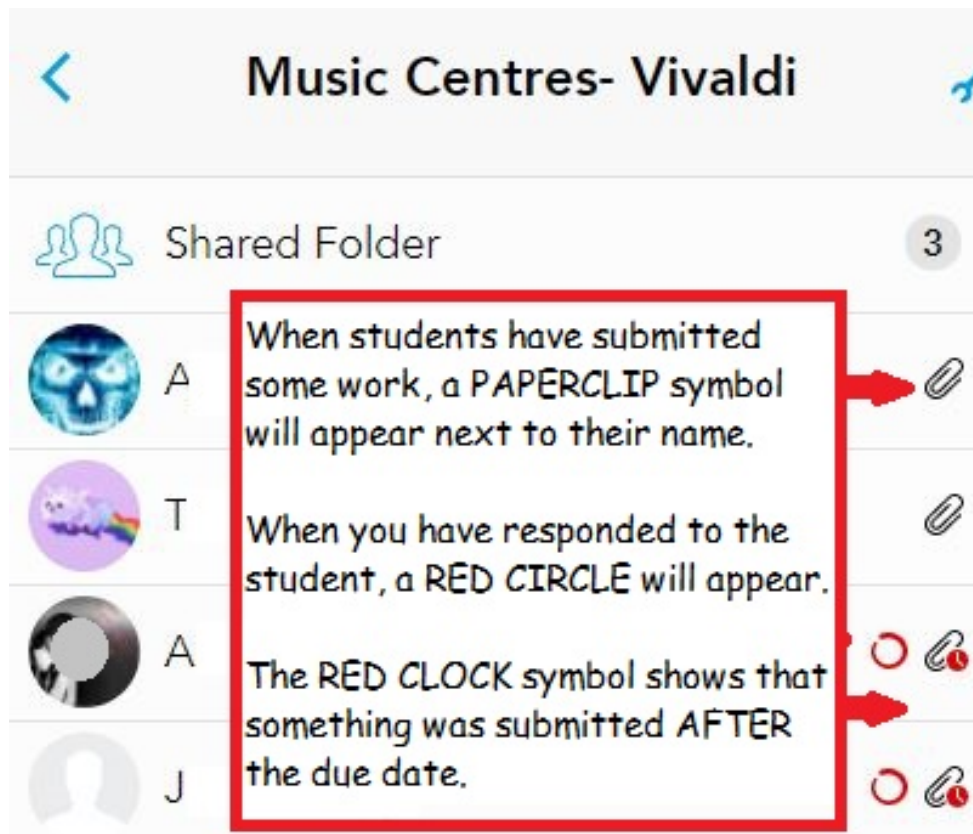 Music Centres- Vivaldi
Shared Folder
3
A
When students have submitted
some work, a PAPERCLIP symbol
will appear next to their name.
T
When you have responded to the
student, a RED CIRCLE will appear.
A
The RED CLOCK symbol shows that
something was submitted AFTER
the due date.
J